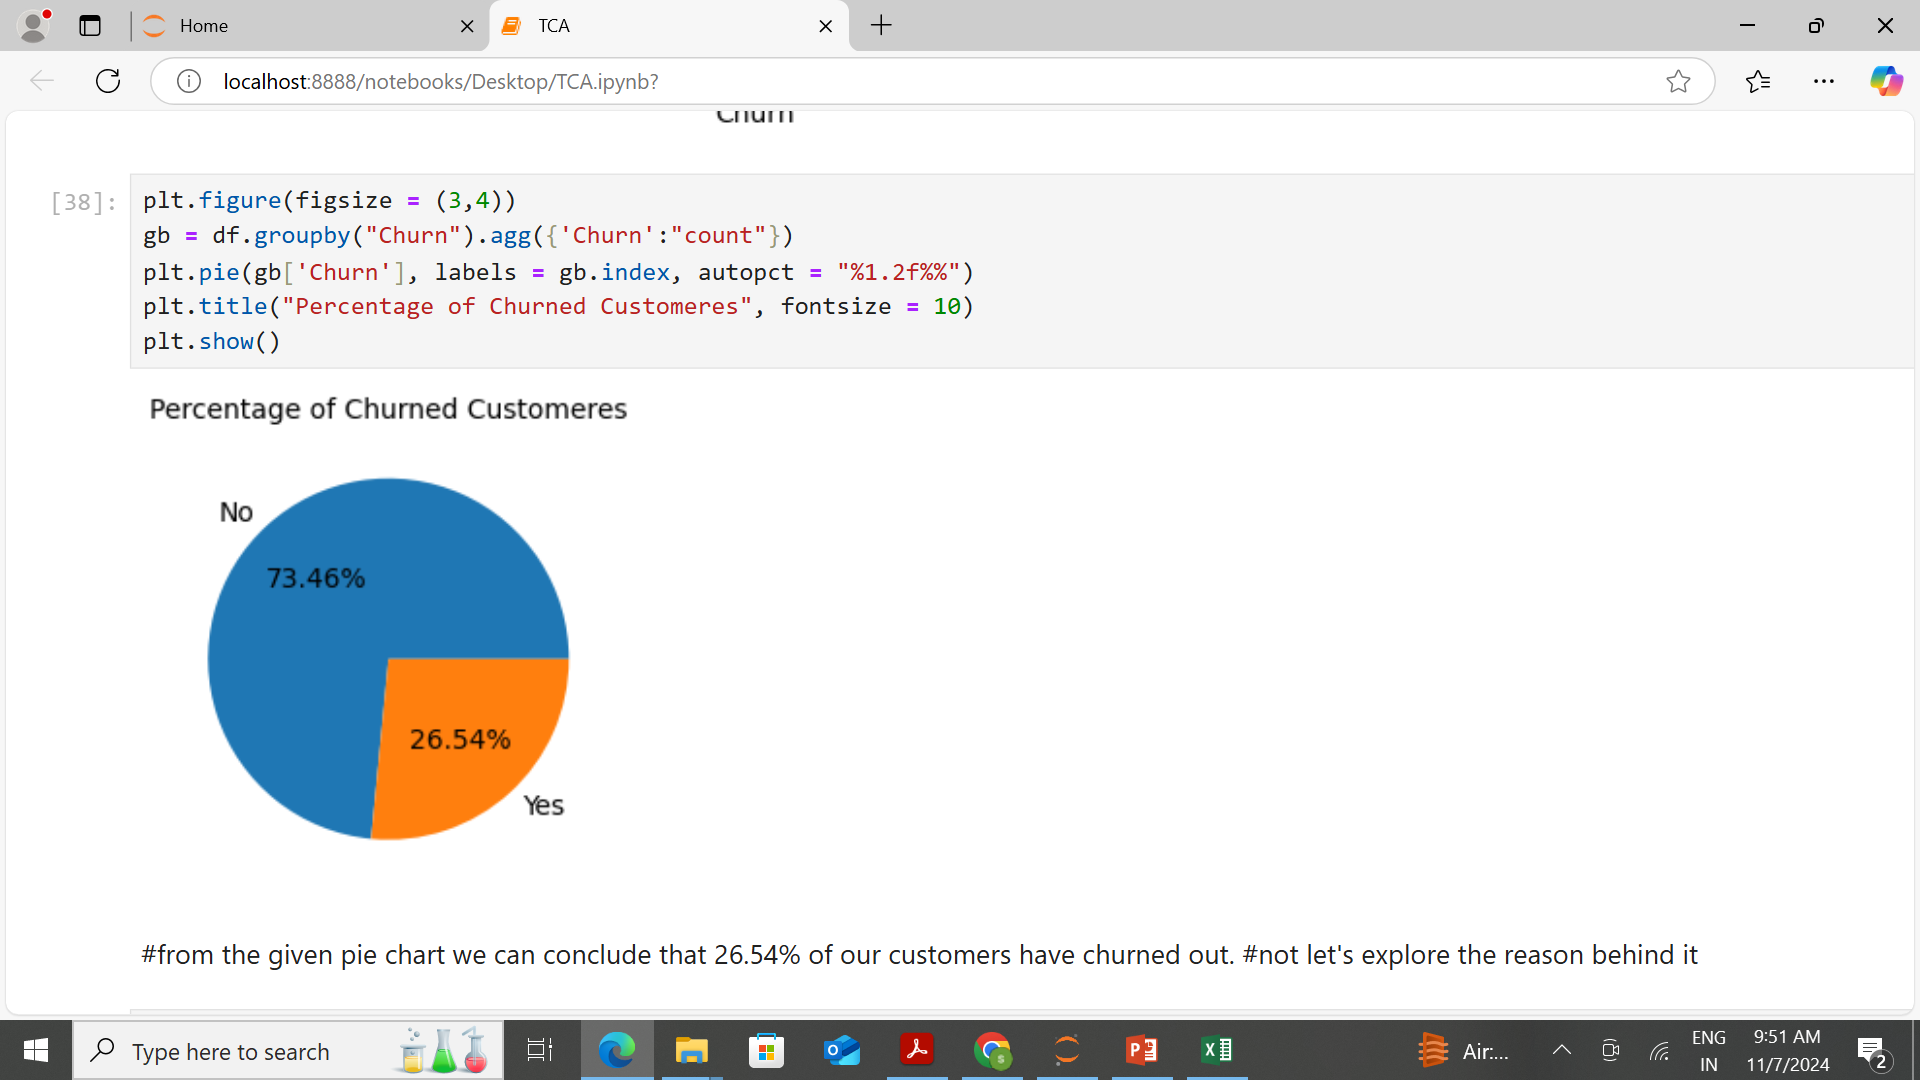 Home
TCA
localhost:8888/notebooks/Desktop/TCA.ipynb?
Churn
[38]:
plt.figure(figsize = (3,4))
gb = df.groupby("Churn").agg({'Churn':"count"})
plt.pie(gb['Churn'], labels = gb.index, autopct = "%1.2f%%")
plt.title("Percentage of Churned Customeres", fontsize = 10)
plt.show()
Percentage of Churned Customeres
No
73.46%
26.54%
Yes
#from the given pie chart we can conclude that 26.54% of our customers have churned out. #not let's explore the reason behind it
Type here to search
Air:...
ENG
IN
9:51 AM
11/7/2024
2